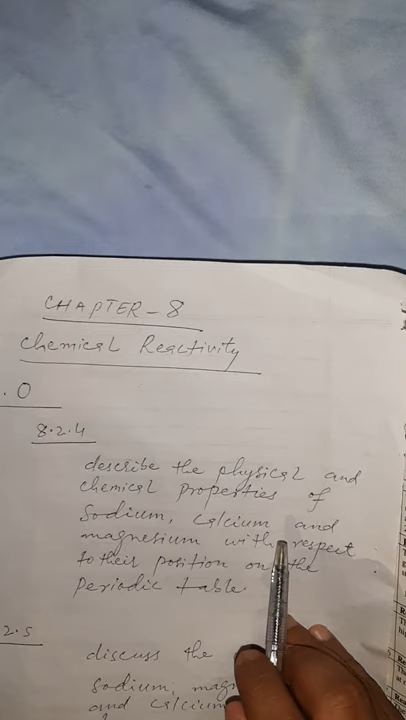 CHAPTER-8
Chemical Reactivity
.0
8.2.4
describe the physical and
chemical properties of
Sodium, calcium and
magnesium with respect
to their position on the
Periodic table.
2.5
discuss the
sodium, magn
and calcium